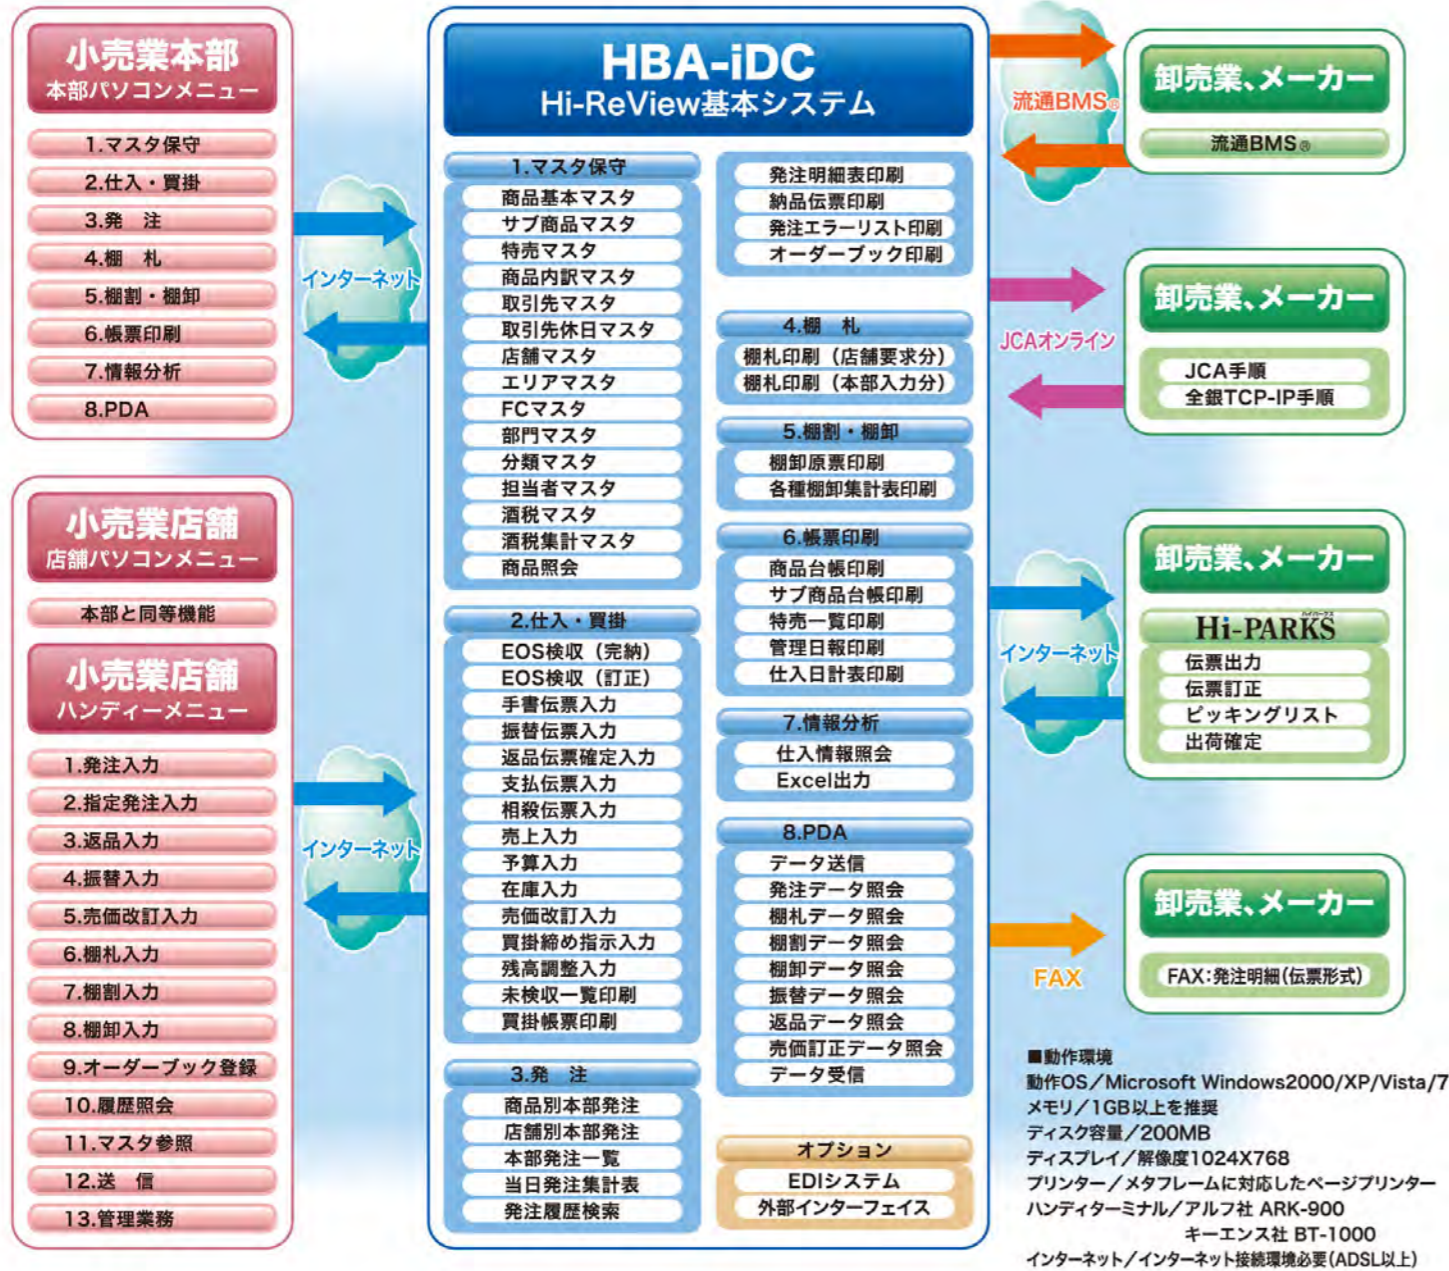 小売業本部
本部パソコンメニュー
1.マスタ保守
2.仕入・買掛
3.発　注
4.棚　札
5.棚割・棚卸
6.帳票印刷
7.情報分析
8.PDA
小売業店舗
店舗パソコンメニュー
本部と同等機能
小売業店舗
ハンディーメニュー
1.発注入力
2.指定発注入力
3.返品入力
4.振替入力
5.売価改訂入力
6.棚札入力
7.棚割入力
8.棚卸入力
9.オーダーブック登録
10.履歴照会
11.マスタ参照
12.送　信
13.管理業務
インターネット
インターネット
HBA-iDC
Hi-ReView基本システム
1.マスタ保守
商品基本マスタ
サブ商品マスタ
特売マスタ
商品内訳マスタ
取引先マスタ
取引先休日マスタ
店舗マスタ
エリアマスタ
FCマスタ
部門マスタ
分類マスタ
担当者マスタ
酒税マスタ
酒税集計マスタ
商品照会
2.仕入・買掛
EOS検収（完納）
EOS検収（訂正）
手書伝票入力
振替伝票入力
返品伝票確定入力
支払伝票入力
相殺伝票入力
売上入力
予算入力
在庫入力
売価改訂入力
買掛締め指示入力
残高調整入力
未検収一覧印刷
買掛帳票印刷
3.発　注
商品別本部発注
店舗別本部発注
本部発注一覧
当日発注集計表
発注履歴検索
発注明細表印刷
納品伝票印刷
発注エラーリスト印刷
オーダーブック印刷
4.棚　札
棚札印刷（店舗要求分）
棚札印刷（本部入力分）
5.棚割・棚卸
棚卸原票印刷
各種棚卸集計表印刷
6.帳票印刷
商品台帳印刷
サブ商品台帳印刷
特売一覧印刷
管理日報印刷
仕入日計表印刷
7.情報分析
仕入情報照会
Excel出力
8.PDA
データ送信
発注データ照会
棚札データ照会
棚割データ照会
棚卸データ照会
振替データ照会
返品データ照会
売価訂正データ照会
データ受信
オプション
EDIシステム
外部インターフェイス
流通BMS®
卸売業、メーカー
流通BMS®
JCAオンライン
卸売業、メーカー
JCA手順
全銀TCP-IP手順
インターネット
卸売業、メーカー
ハイパークス
Hi-PARKS
伝票出力
伝票訂正
ピッキングリスト
出荷確定
FAX
卸売業、メーカー
FAX:発注明細(伝票形式)
■動作環境
動作OS／Microsoft Windows2000/XP/Vista/7
メモリ／1GB以上を推奨
ディスク容量／200MB
ディスプレイ／解像度1024X768
プリンター／メタフレームに対応したページプリンター
ハンディターミナル／アルフ社 ARK-900
キーエンス社 BT-1000
インターネット／インターネット接続環境必要(ADSL以上)